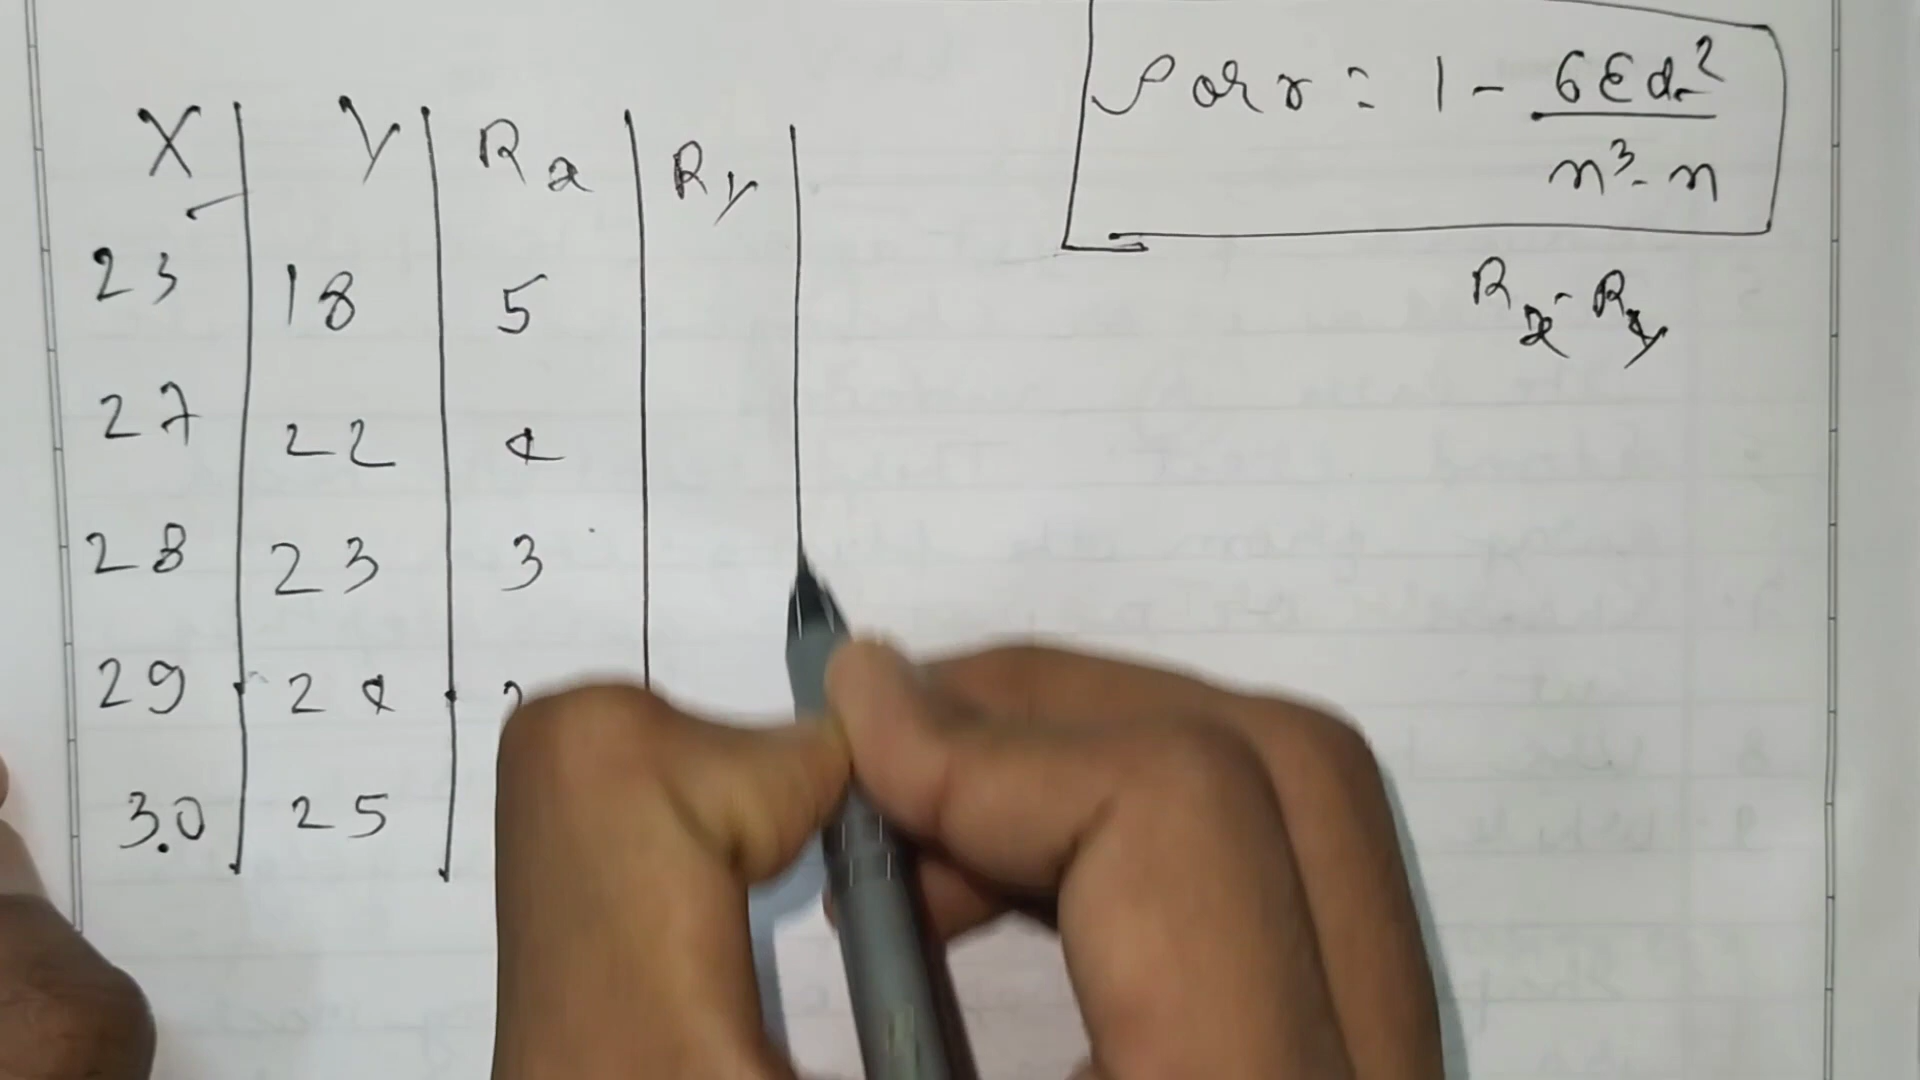 ρ or r = 1 - 6Σd²/n³-n
X Y Rx Ry
Rx - Ry
23 18 5
27 22 4
28 23 3
29 24
30 25